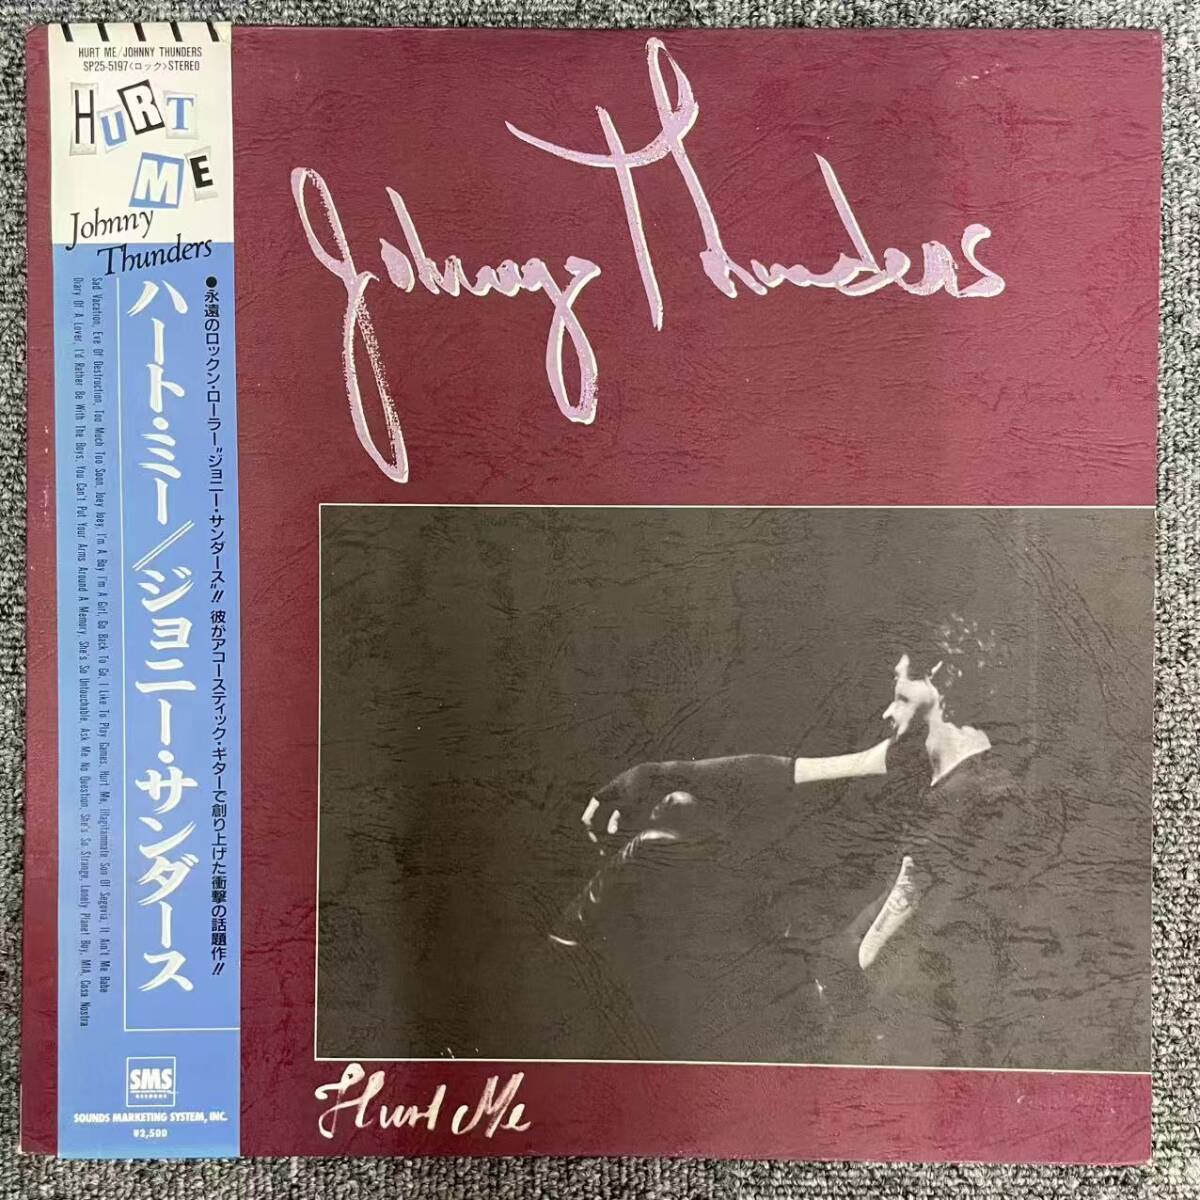 HURT ME/JOHNNY THUNDERS
SP25-5197<ロック>STEREO
HURT
ME
Johnny
Thunders
●永遠のロックン・ローラー"ジョニー・サンダース"!! 彼がアコースティック・ギターで創り上げた衝撃の話題作!!
ハート・ミー/ジョニー・サンダース
Sad Vacation, Eve Of Destruction, Too Much Too Soon, Joey Joey, I'm A Boy I'm A Girl, Go Back To Go, I Like To Play Games, Hurt Me, Illagitammate Son Of Segovia, It Ain't Me Babe
Diary Of A Lover, I'd Rather Be With The Boys, You Can't Put Your Arms Around A Memory, She's So Untouchable, Ask Me No Question, She's So Strange, Lonely Planet Boy, MIA, Cosa Nostra
SMS
RECORDS
SOUNDS MARKETING SYSTEM, INC.
¥2,500
Johnny Thunders
Hurt Me